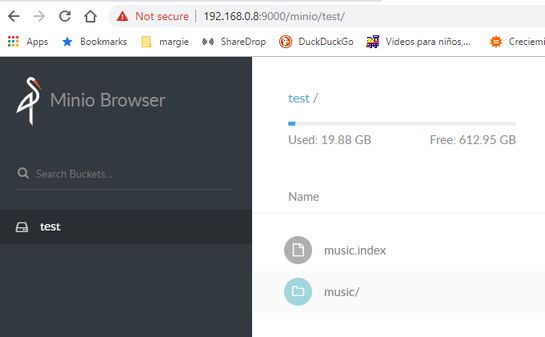 Not secure | 192.168.0.8:9000/minio/test/
Apps Bookmarks margie ShareDrop DuckDuckGo Videos para niños,... Creciemi
Minio Browser
test /
Used: 19.88 GB Free: 612.95 GB
Search Buckets...
Name
test
music.index
music/